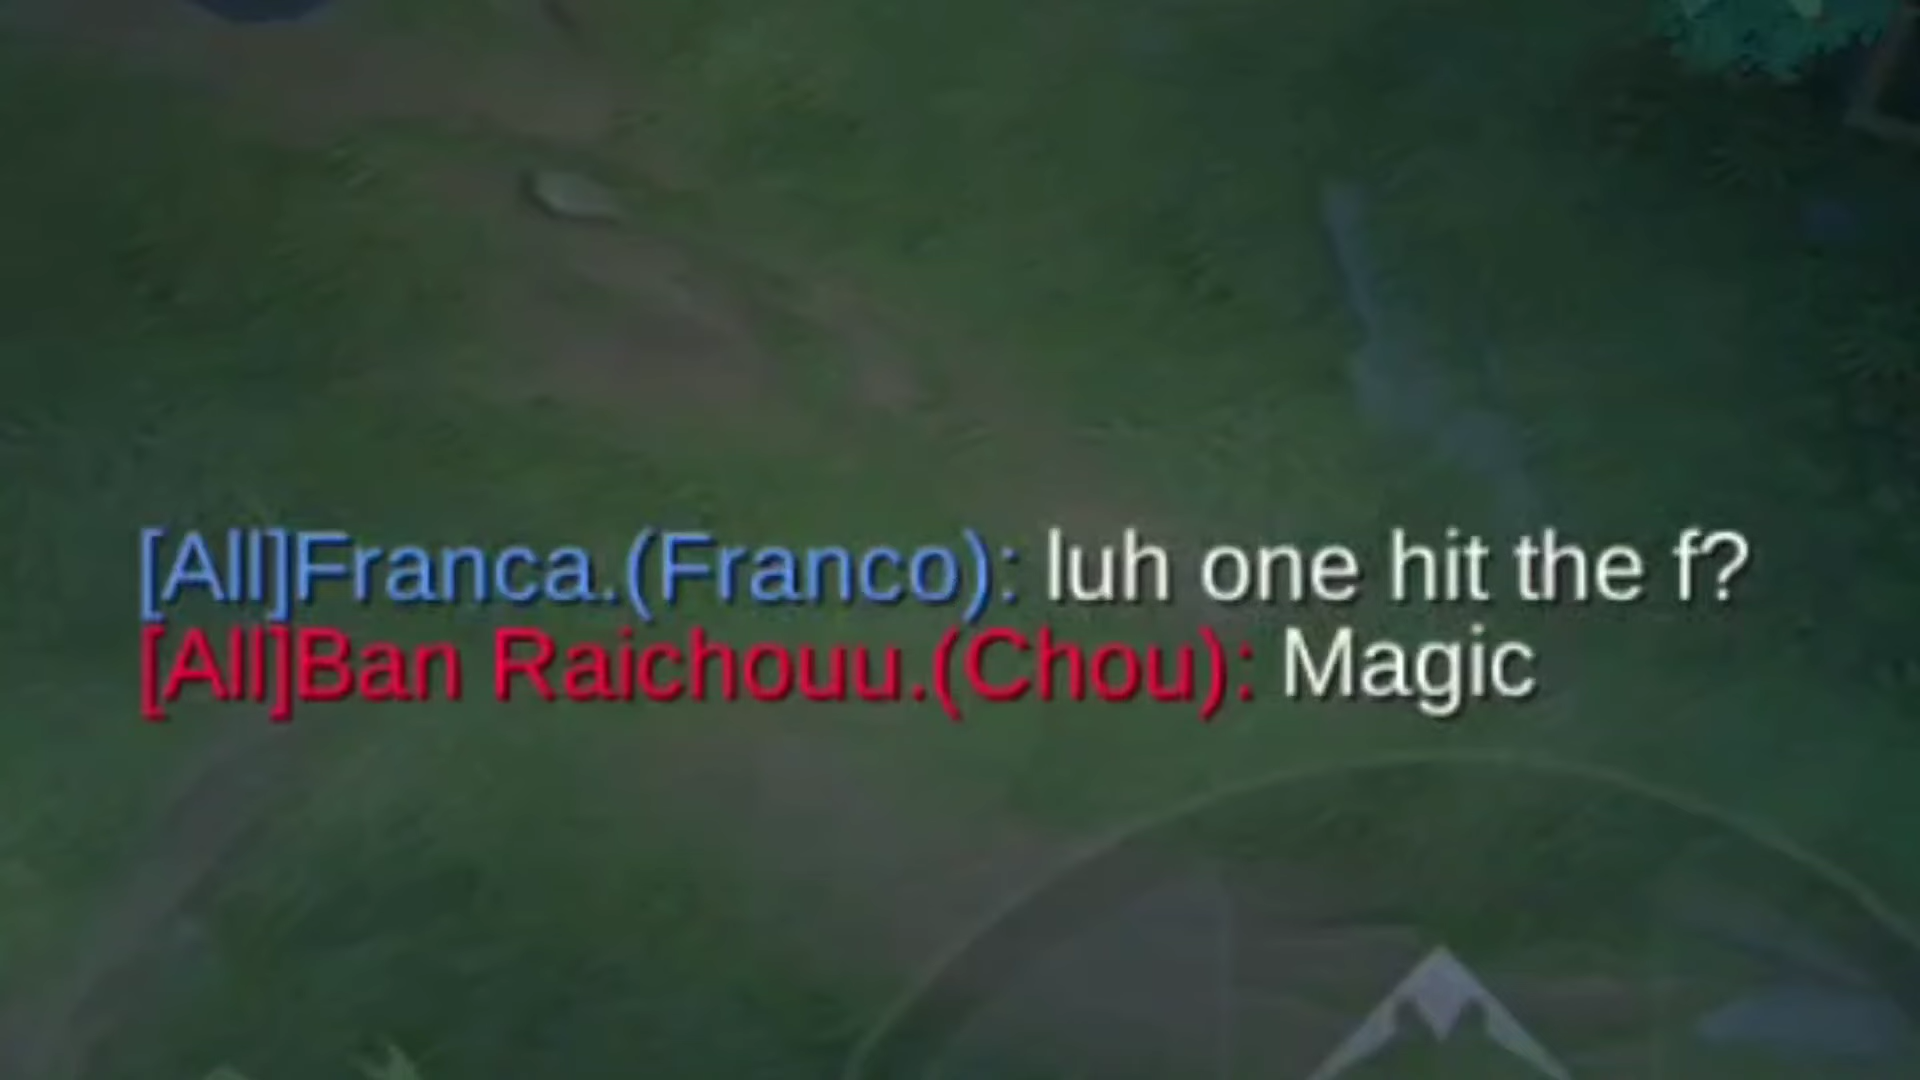 [All]Franca.(Franco): luh one hit the f?
[All]Ban Raichouu.(Chou): Magic